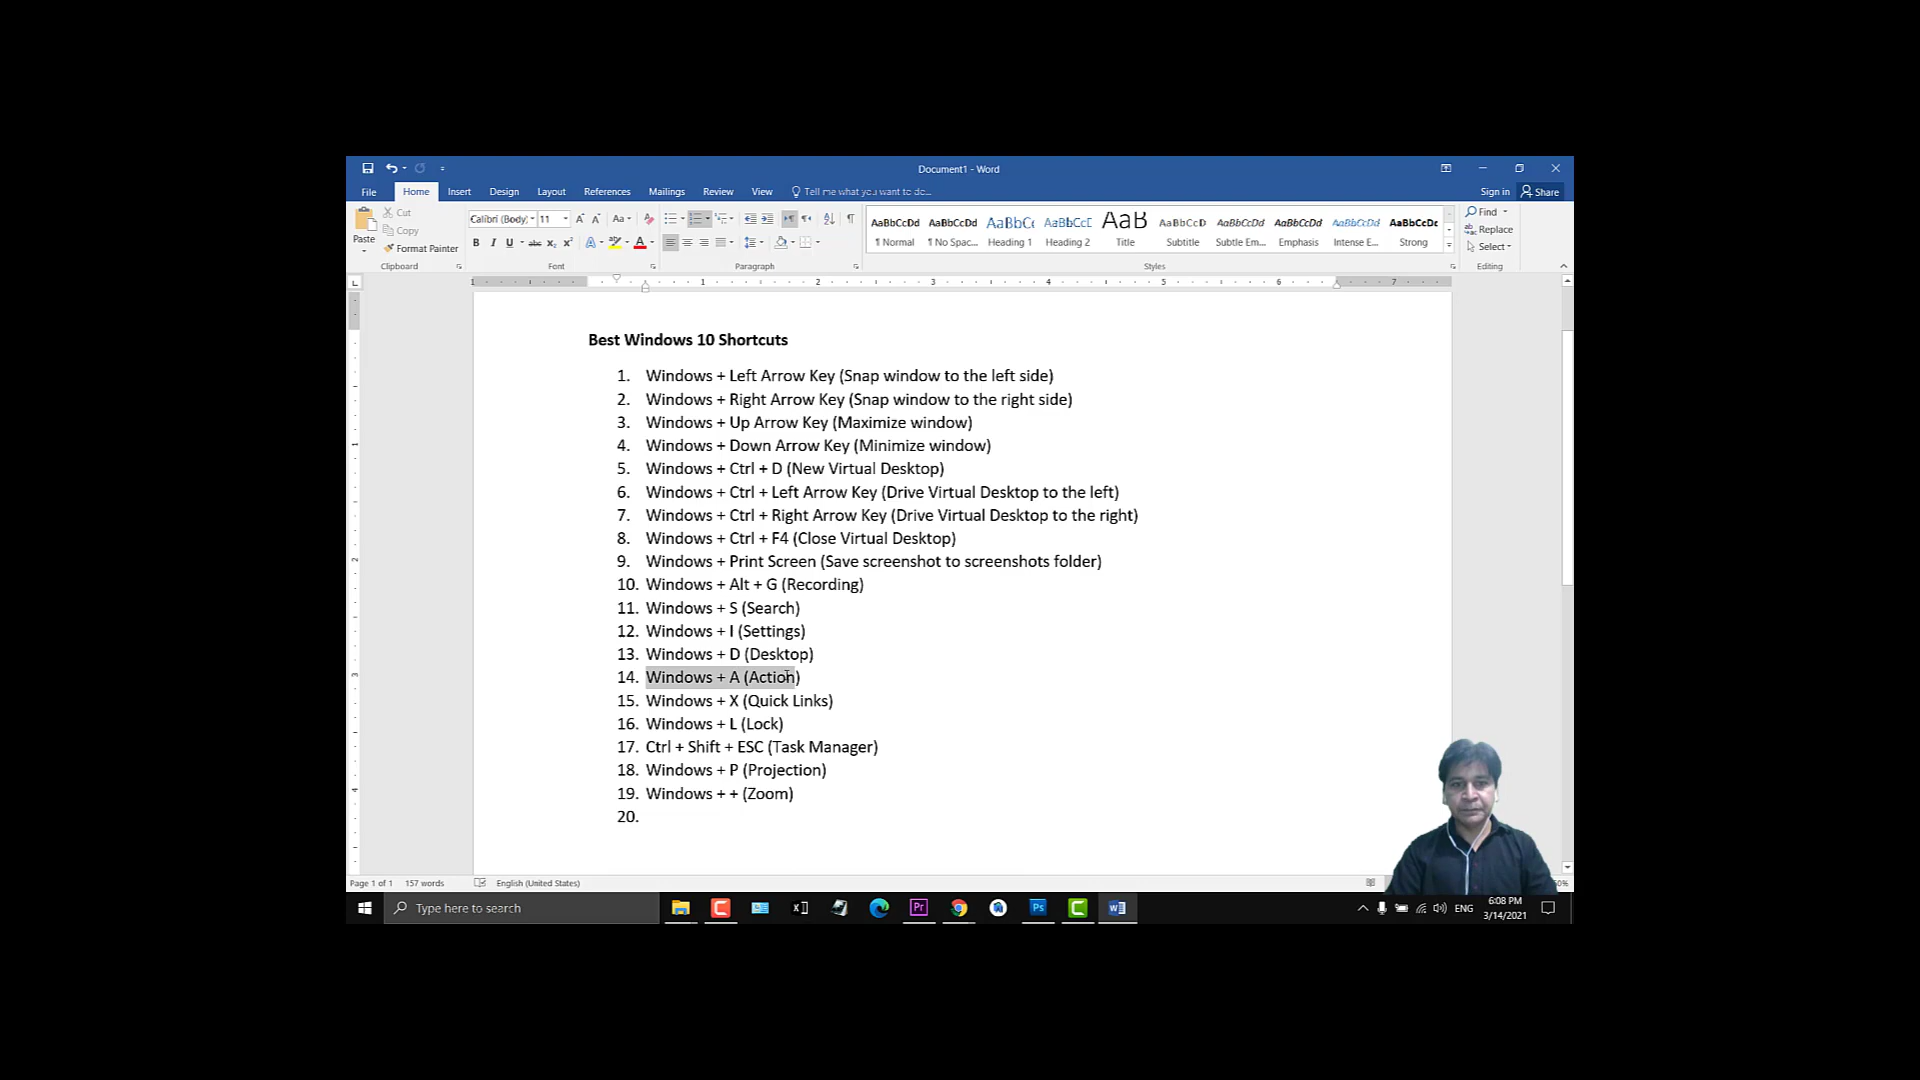 Document1 - Word
File Home Insert Design Layout References Mailings Review View Tell me what you want to do... Sign in Share
Paste
Cut
Copy
Format Painter
Clipboard
Calibri (Body) 11
Font
Paragraph
AaBbCcDd AaBbCcDd AaBbCc AaBbCcC AaB AaBbCcD AaBbCcDd AaBbCcDd AaBbCcDd AaBbCcDc
¶ Normal ¶ No Spac... Heading 1 Heading 2 Title Subtitle Subtle Em... Emphasis Intense E... Strong
Styles
Find
Replace
Select
Editing
1 1 2 3 4 5 6 7
Best Windows 10 Shortcuts
1. Windows + Left Arrow Key (Snap window to the left side)
2. Windows + Right Arrow Key (Snap window to the right side)
3. Windows + Up Arrow Key (Maximize window)
4. Windows + Down Arrow Key (Minimize window)
5. Windows + Ctrl + D (New Virtual Desktop)
6. Windows + Ctrl + Left Arrow Key (Drive Virtual Desktop to the left)
7. Windows + Ctrl + Right Arrow Key (Drive Virtual Desktop to the right)
8. Windows + Ctrl + F4 (Close Virtual Desktop)
9. Windows + Print Screen (Save screenshot to screenshots folder)
10. Windows + Alt + G (Recording)
11. Windows + S (Search)
12. Windows + I (Settings)
13. Windows + D (Desktop)
14. Windows + A (Action)
15. Windows + X (Quick Links)
16. Windows + L (Lock)
17. Ctrl + Shift + ESC (Task Manager)
18. Windows + P (Projection)
19. Windows + + (Zoom)
20.
Page 1 of 1 157 words English (United States)
Type here to search
ENG
6:08 PM
3/14/2021